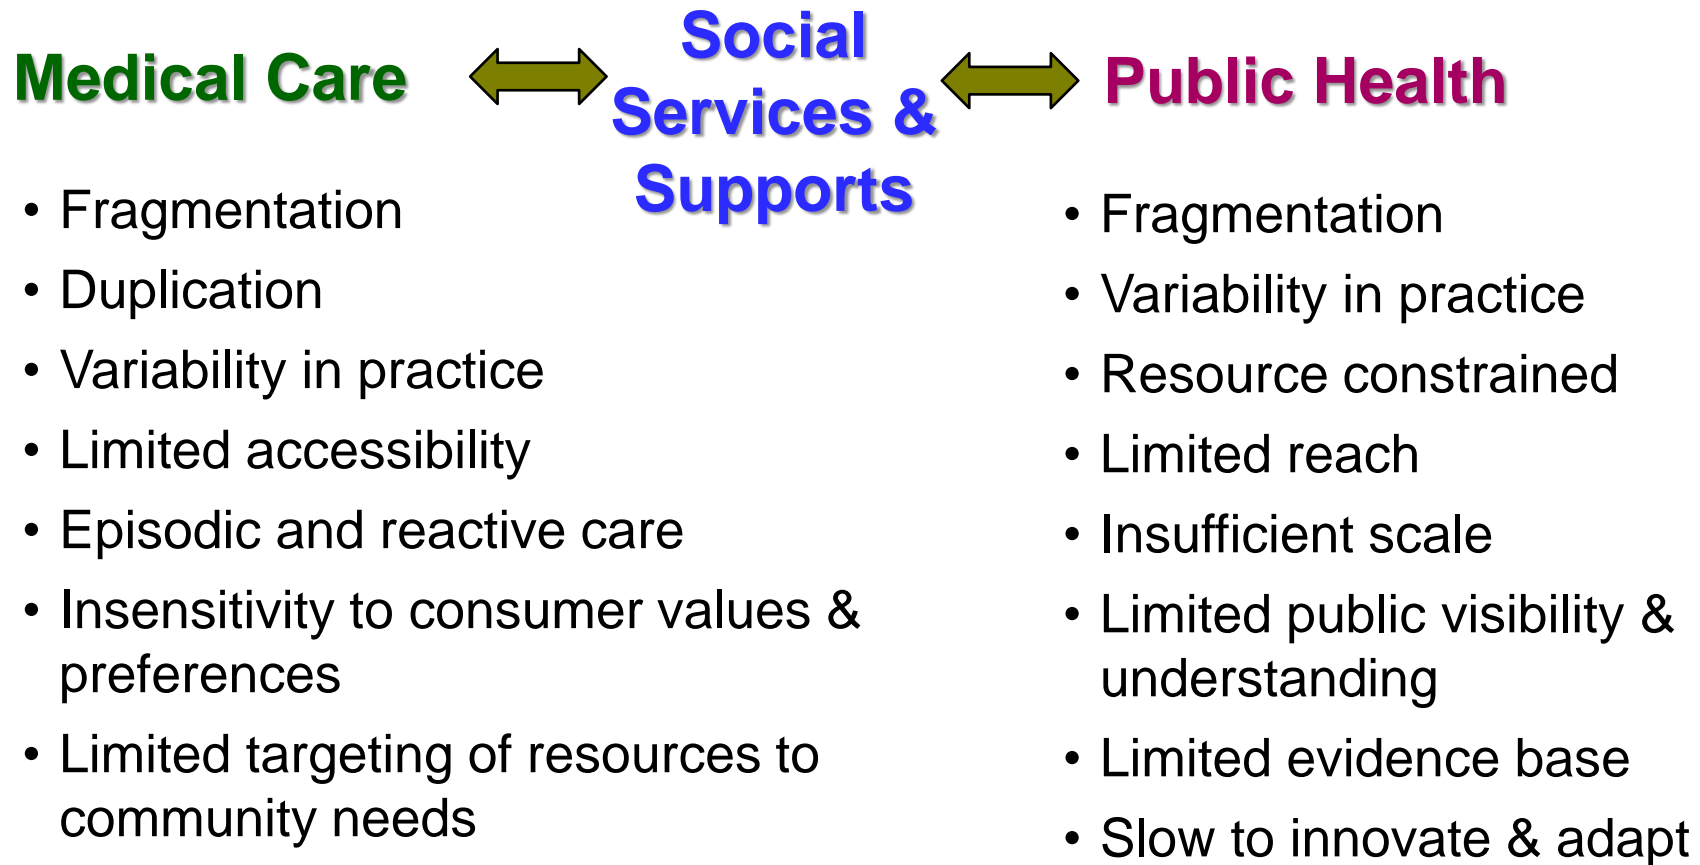 Medical Care
Social
Services &
Supports
Public Health
• Fragmentation
• Duplication
• Variability in practice
• Limited accessibility
• Episodic and reactive care
• Insensitivity to consumer values &
preferences
• Limited targeting of resources to
community needs
• Fragmentation
• Variability in practice
• Resource constrained
• Limited reach
• Insufficient scale
• Limited public visibility &
understanding
• Limited evidence base
• Slow to innovate & adapt